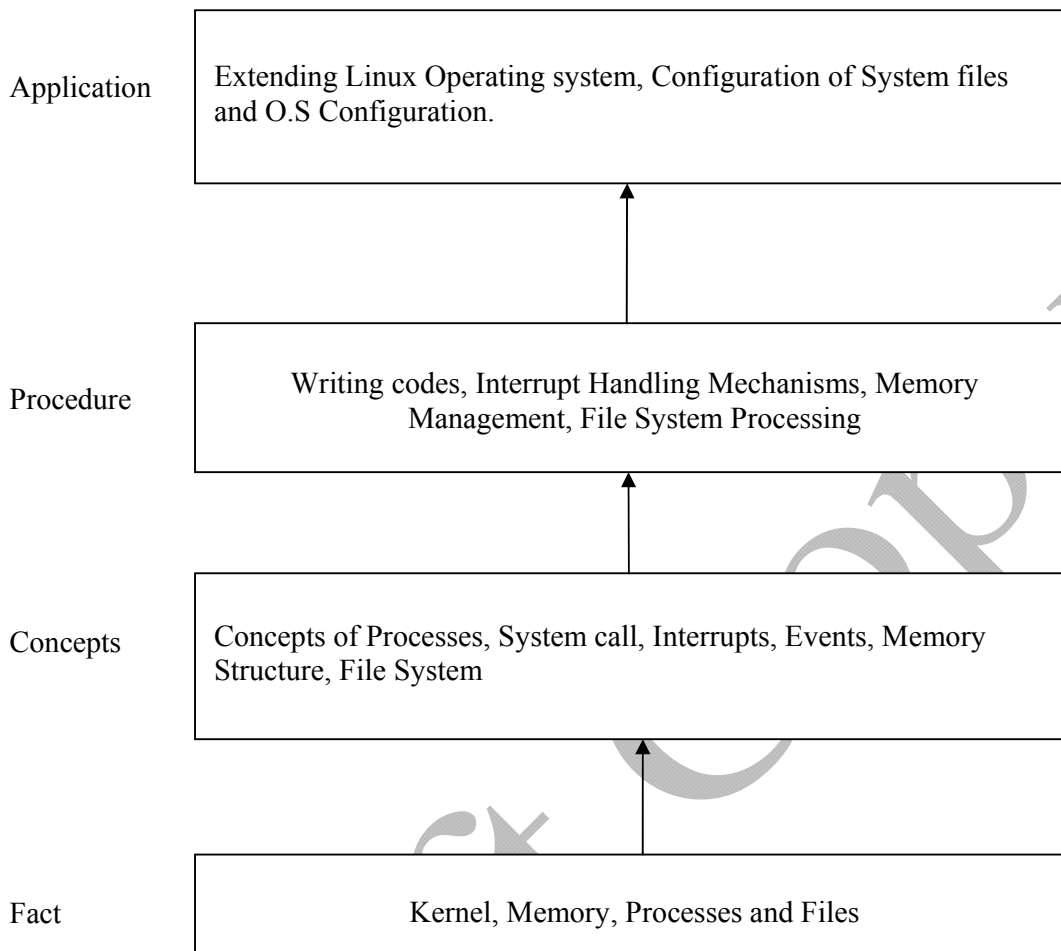 Application
Extending Linux Operating system, Configuration of System files
and O.S Configuration.
Procedure
Writing codes, Interrupt Handling Mechanisms, Memory
Management, File System Processing
Concepts
Concepts of Processes, System call, Interrupts, Events, Memory
Structure, File System
Fact
Kernel, Memory, Processes and Files